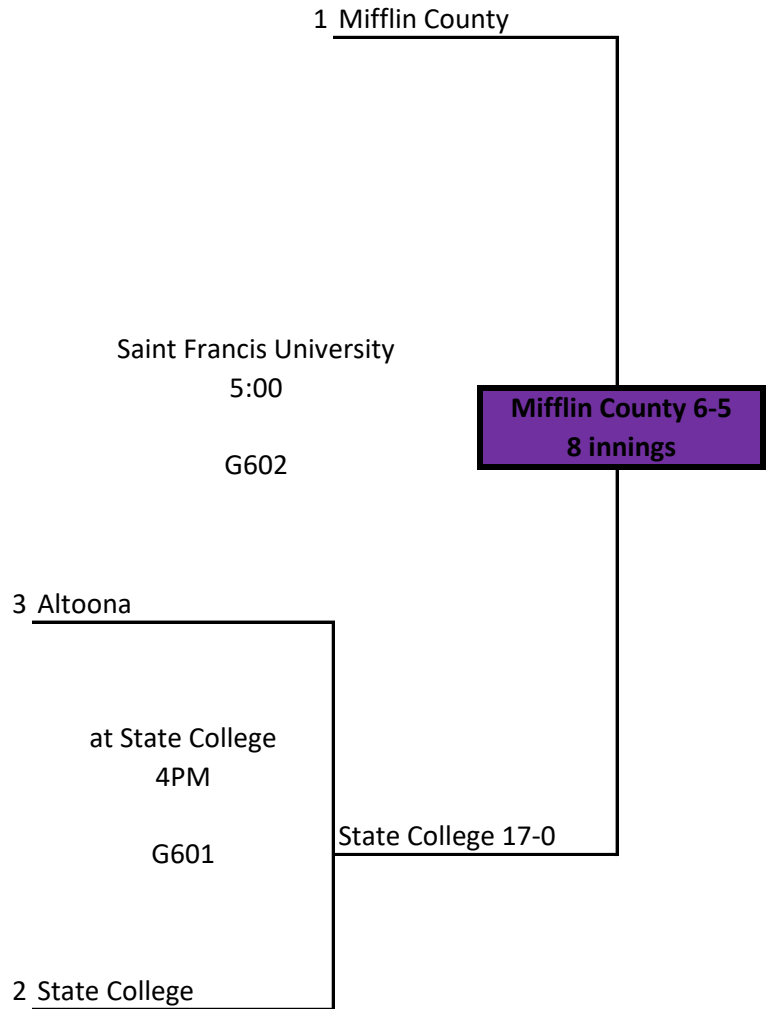 1 Mifflin County
Saint Francis University
5:00
Mifflin County 6-5
8 innings
G602
3 Altoona
at State College
4PM
State College 17-0
G601
2 State College